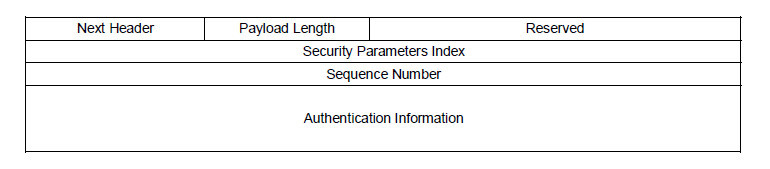 Next Header Payload Length Reserved
Security Parameters Index
Sequence Number
Authentication Information